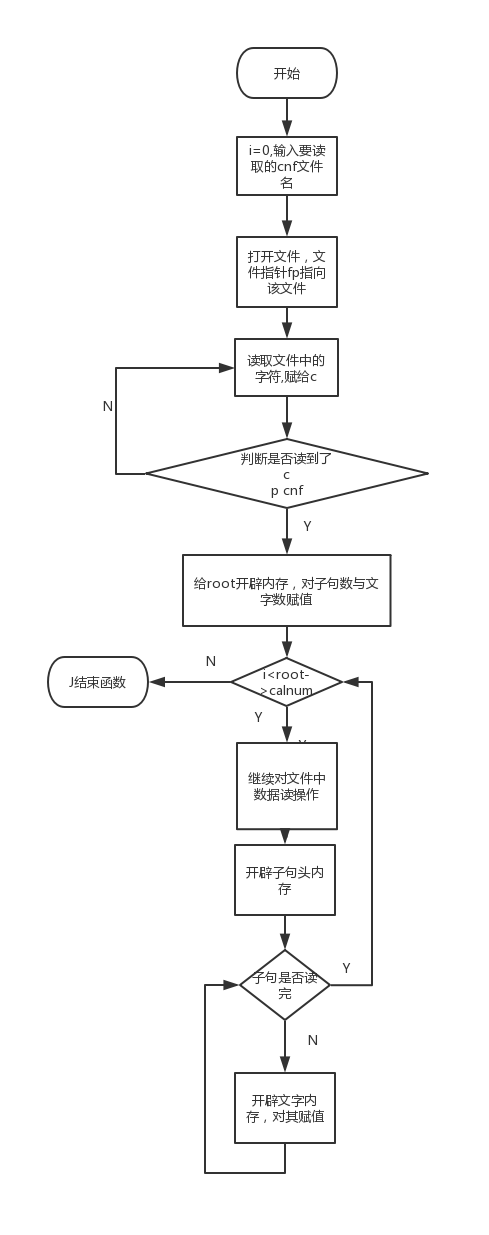 开始
i=0,输入要读
取的cnf文件
名
打开文件，文
件指针fp指向
该文件
读取文件中的
字符,赋给c
N
判断是否读到了
c
p cnf
Y
给root开辟内存，对子句数与文
字数赋值
N
J结束函数
i<root-
>calnum
Y
继续对文件中
数据读操作
开辟子句头内
存
子句是否读
完
Y
N
开辟文字内
存，对其赋值